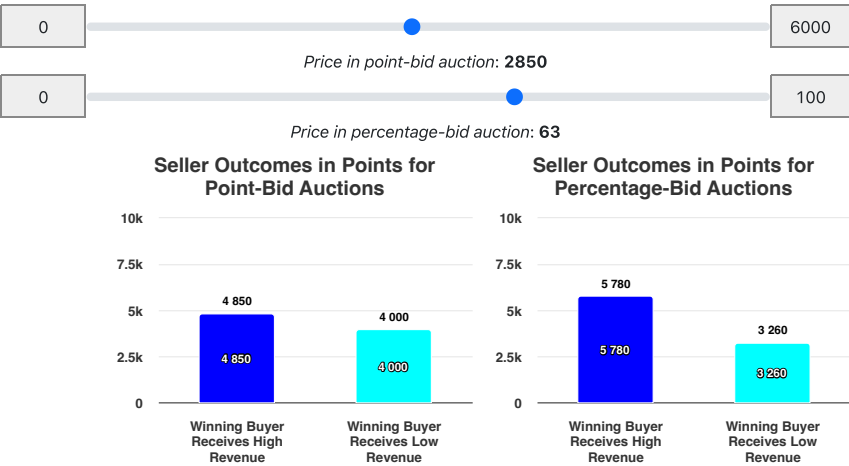 0
6000
Price in point-bid auction: 2850
0
100
Price in percentage-bid auction: 63
Seller Outcomes in Points for
Point-Bid Auctions
10k
7.5k
5k
2.5k
0
4 850
4 850
4 000
4 000
Winning Buyer
Receives High
Revenue
Winning Buyer
Receives Low
Revenue
Seller Outcomes in Points for
Percentage-Bid Auctions
10k
7.5k
5k
2.5k
0
5 780
5 780
3 260
3 260
Winning Buyer
Receives High
Revenue
Winning Buyer
Receives Low
Revenue